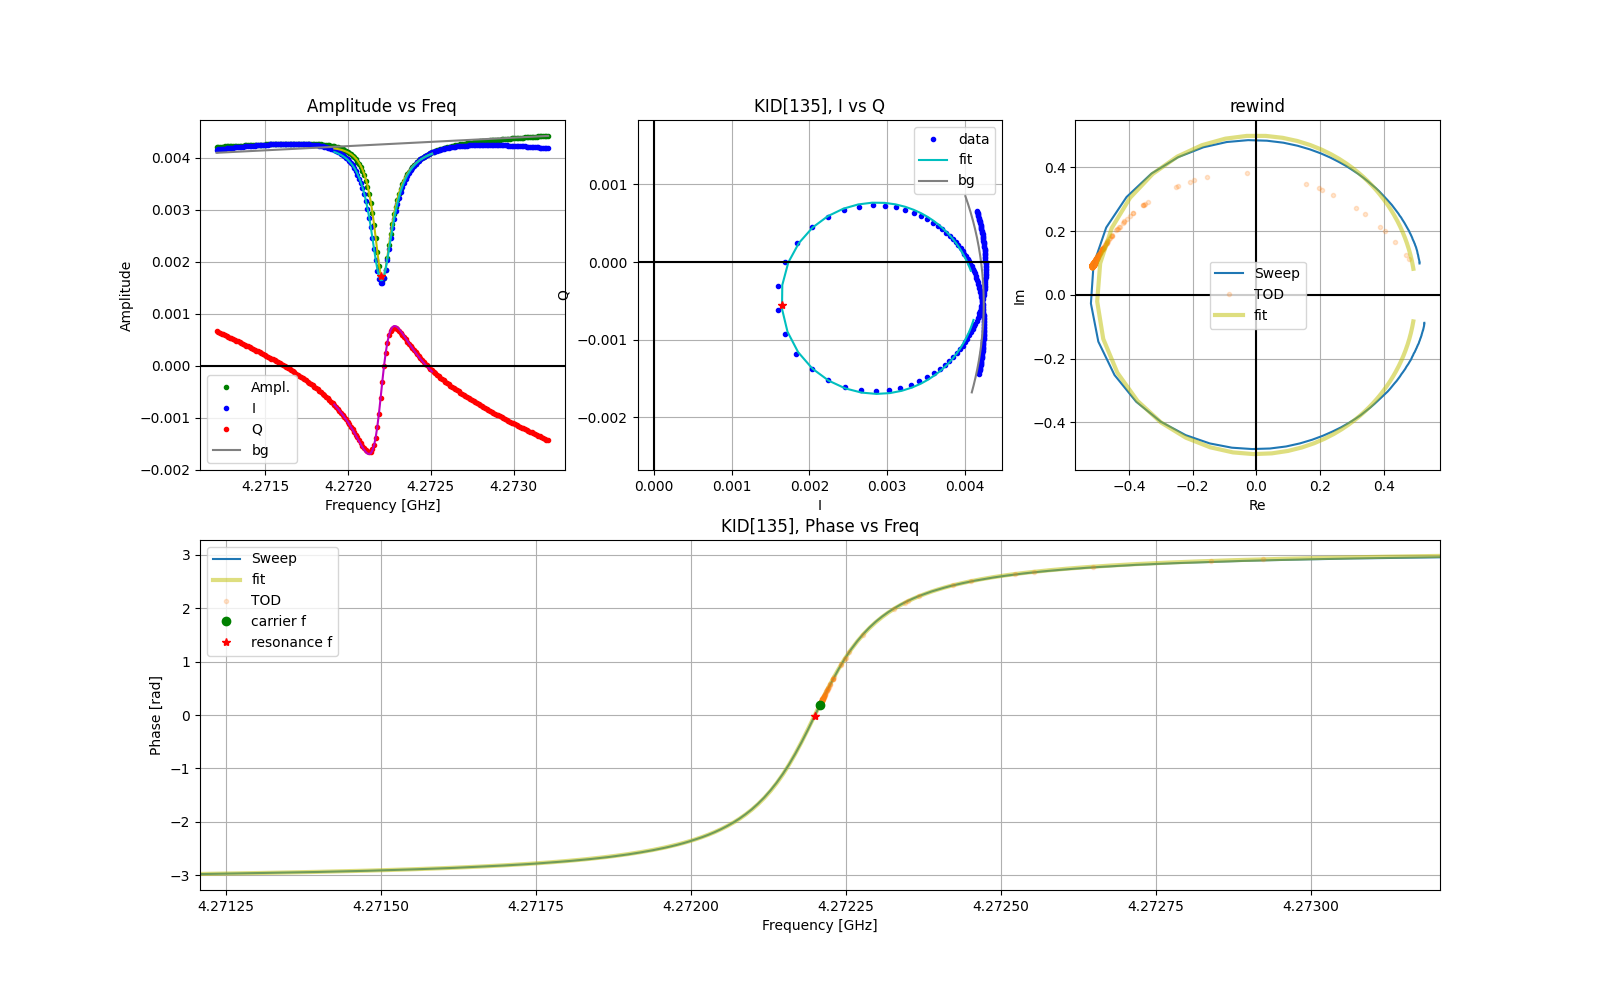 Amplitude vs Freq
Amplitude
0.004
0.003
0.002
0.001
0.000
−0.001
−0.002
Ampl.
I
Q
bg
4.2715 4.2720 4.2725 4.2730
Frequency [GHz]
KID[135], I vs Q
Q
0.001
0.000
−0.001
−0.002
data
fit
bg
0.000 0.001 0.002 0.003 0.004
I
rewind
Im
0.4
0.2
0.0
−0.2
−0.4
Sweep
TOD
fit
−0.4 −0.2 0.0 0.2 0.4
Re
KID[135], Phase vs Freq
Phase [rad]
3
2
1
0
−1
−2
−3
Sweep
fit
TOD
carrier f
resonance f
4.27125 4.27150 4.27175 4.27200 4.27225 4.27250 4.27275 4.27300
Frequency [GHz]